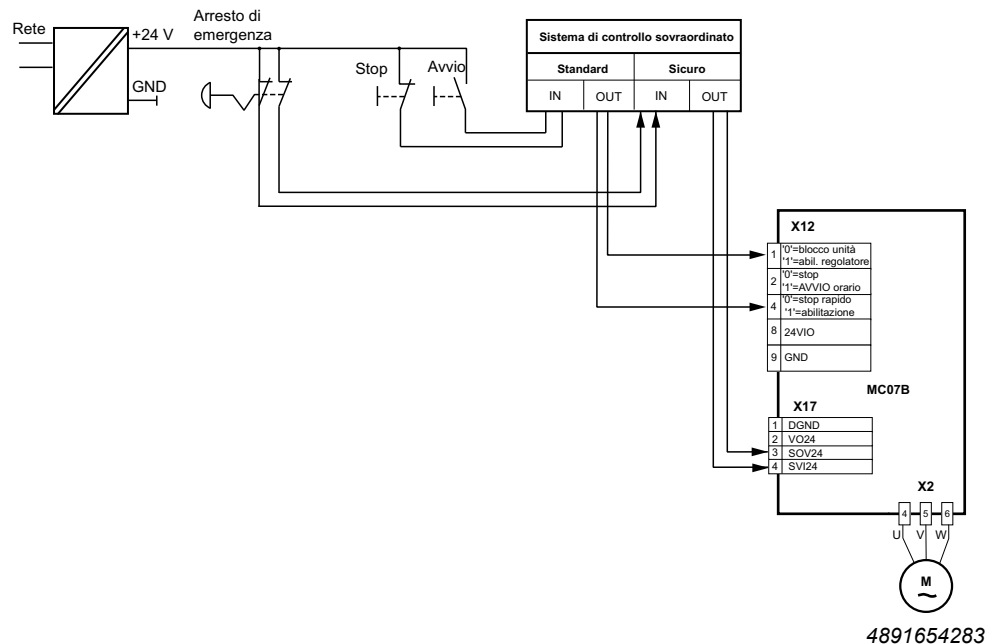 Rete
+24 V
GND
Arresto di
emergenza
Stop
Avvio
Sistema di controllo sovraordinato
Standard
Sicuro
IN
OUT
IN
OUT
X12
1
'0'=blocco unità
'1'=abil. regolatore
2
'0'=stop
'1'=AVVIO orario
4
'0'=stop rapido
'1'=abilitazione
8
24VIO
9
GND
MC07B
X17
1
DGND
2
VO24
3
SOV24
4
SVI24
X2
4
5
6
U
V
W
M
4891654283